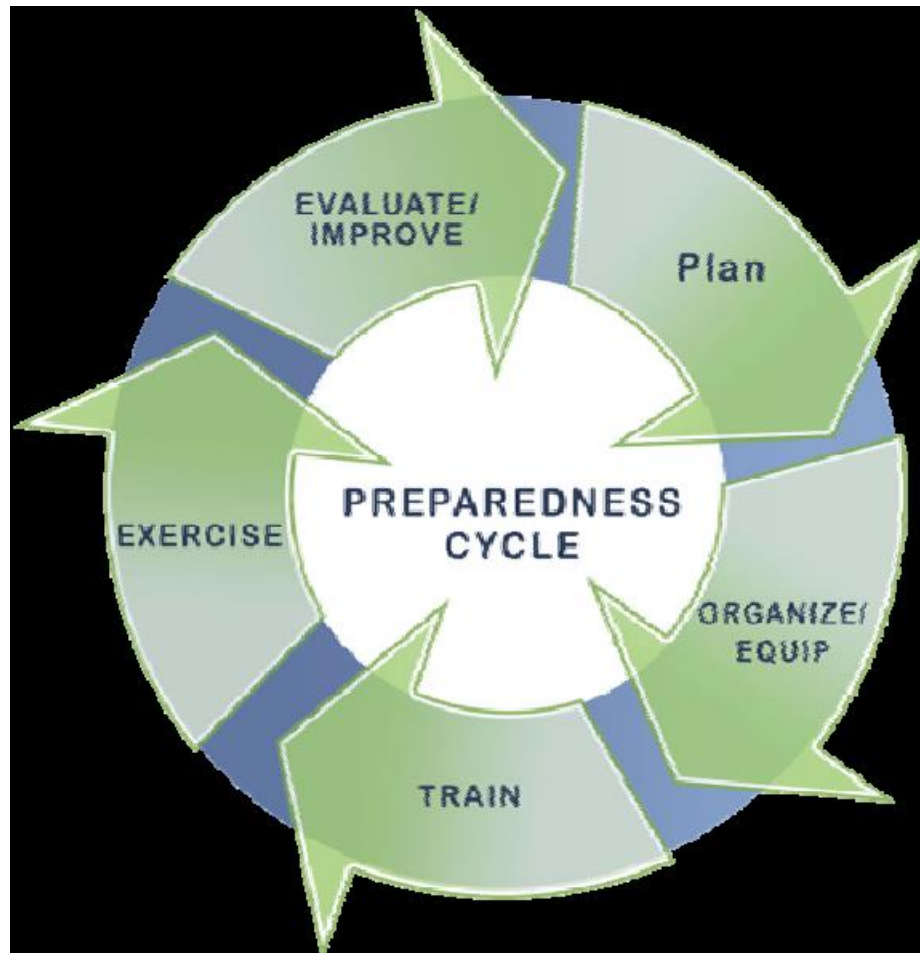 EVALUATE/
IMPROVE
Plan
PREPAREDNESS
CYCLE
EXERCISE
ORGANIZE/
EQUIP
TRAIN